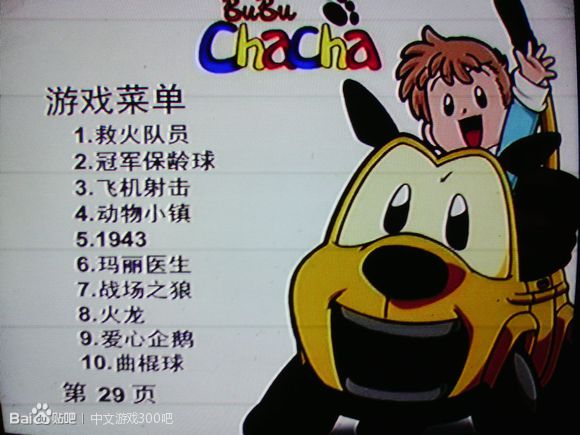 BuBu
Chacha
游戏菜单
1.救火队员
2.冠军保龄球
3.飞机射击
4.动物小镇
5.1943
6.玛丽医生
7.战场之狼
8.火龙
9.爱心企鹅
10.曲棍球
第 29 页
Bai贴吧 | 中文游戏300吧